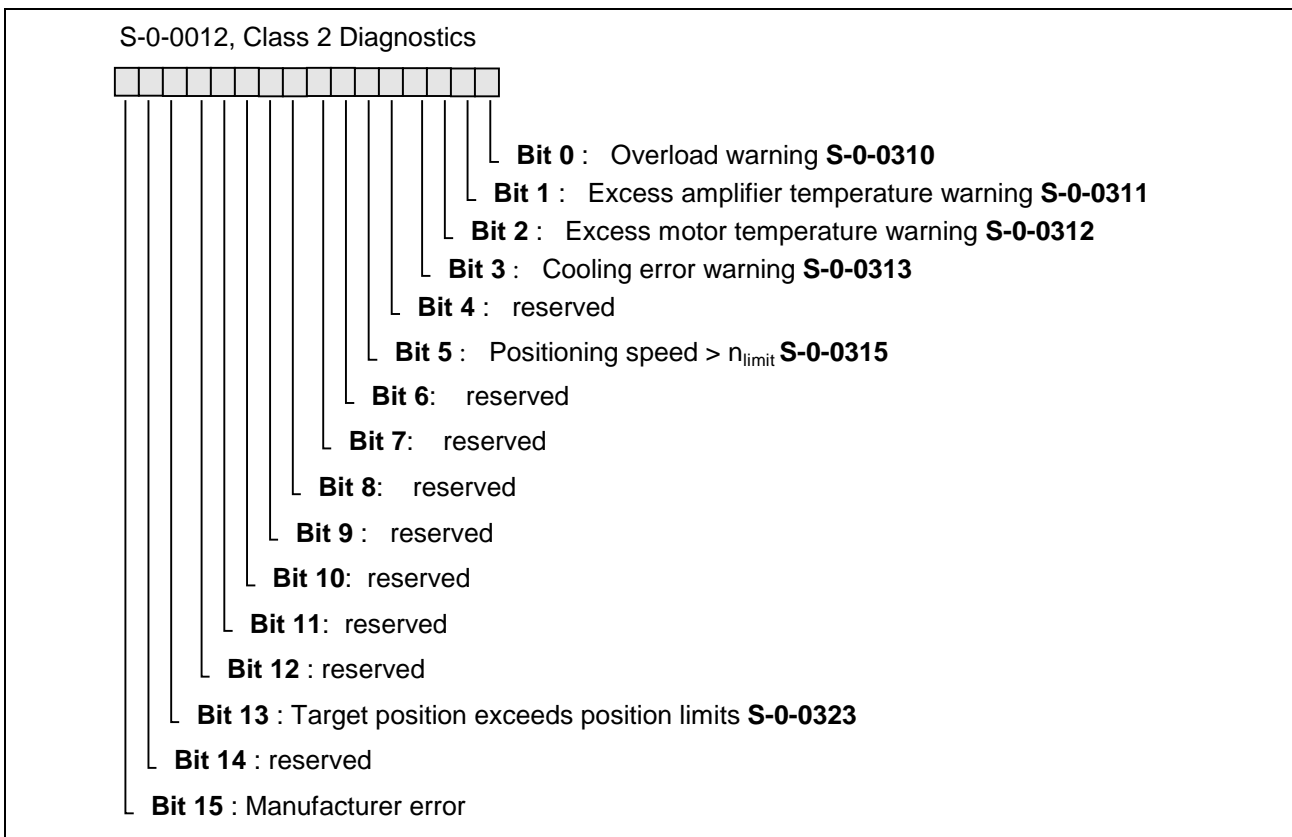 S-0-0012, Class 2 Diagnostics
Bit 0 : Overload warning S-0-0310
Bit 1 : Excess amplifier temperature warning S-0-0311
Bit 2 : Excess motor temperature warning S-0-0312
Bit 3 : Cooling error warning S-0-0313
Bit 4 : reserved
Bit 5 : Positioning speed > nlimit S-0-0315
Bit 6: reserved
Bit 7: reserved
Bit 8: reserved
Bit 9 : reserved
Bit 10: reserved
Bit 11: reserved
Bit 12 : reserved
Bit 13 : Target position exceeds position limits S-0-0323
Bit 14 : reserved
Bit 15 : Manufacturer error